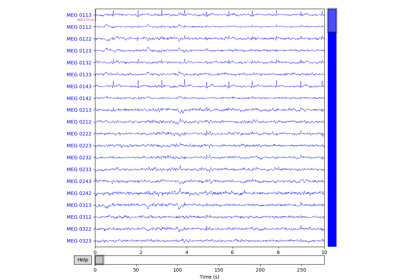 MEG 0113
MEG 0112
MEG 0122
MEG 0123
MEG 0132
MEG 0133
MEG 0143
MEG 0142
MEG 0213
MEG 0212
MEG 0222
MEG 0223
MEG 0232
MEG 0233
MEG 0243
MEG 0242
MEG 0313
MEG 0312
MEG 0322
MEG 0323
0 2 4 6 8 10
Help
0 50 100 150 200 250
Time (s)